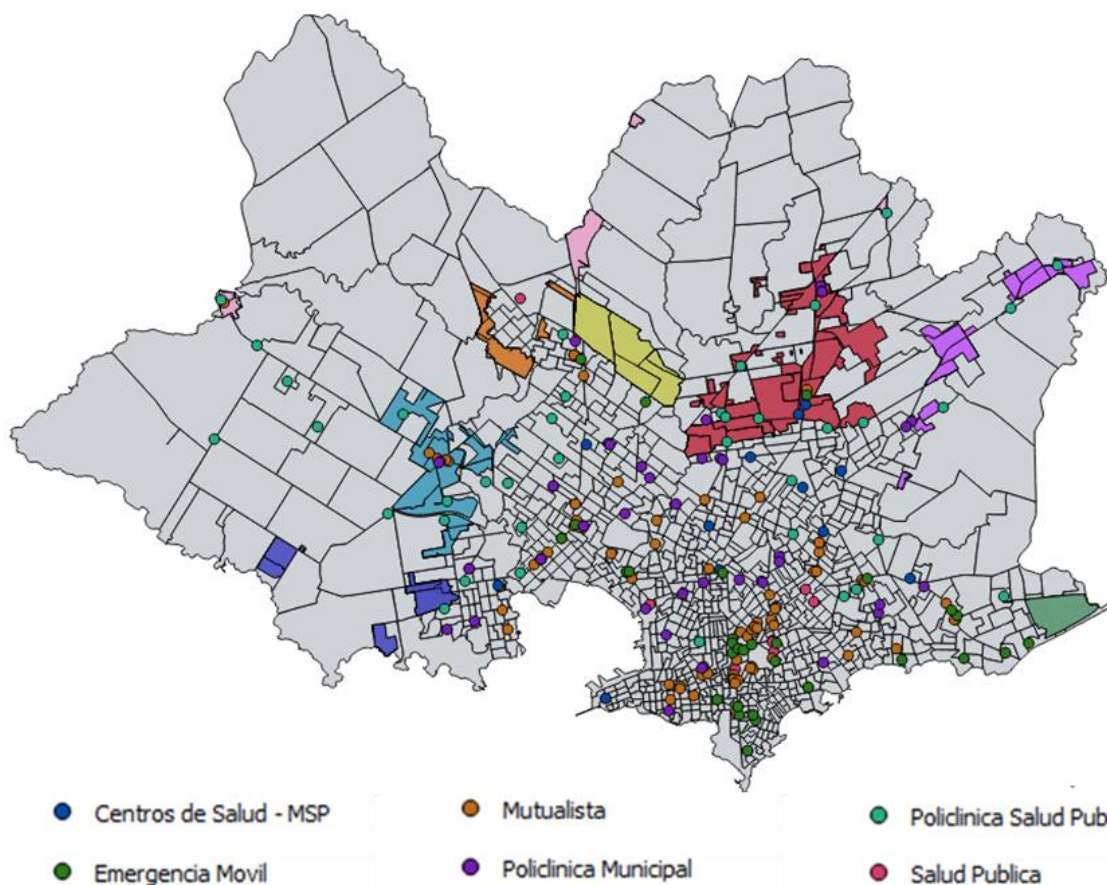 Centros de Salud - MSP
Mutualista
Policlinica Salud Pub
Emergencia Movil
Policlinica Municipal
Salud Publica